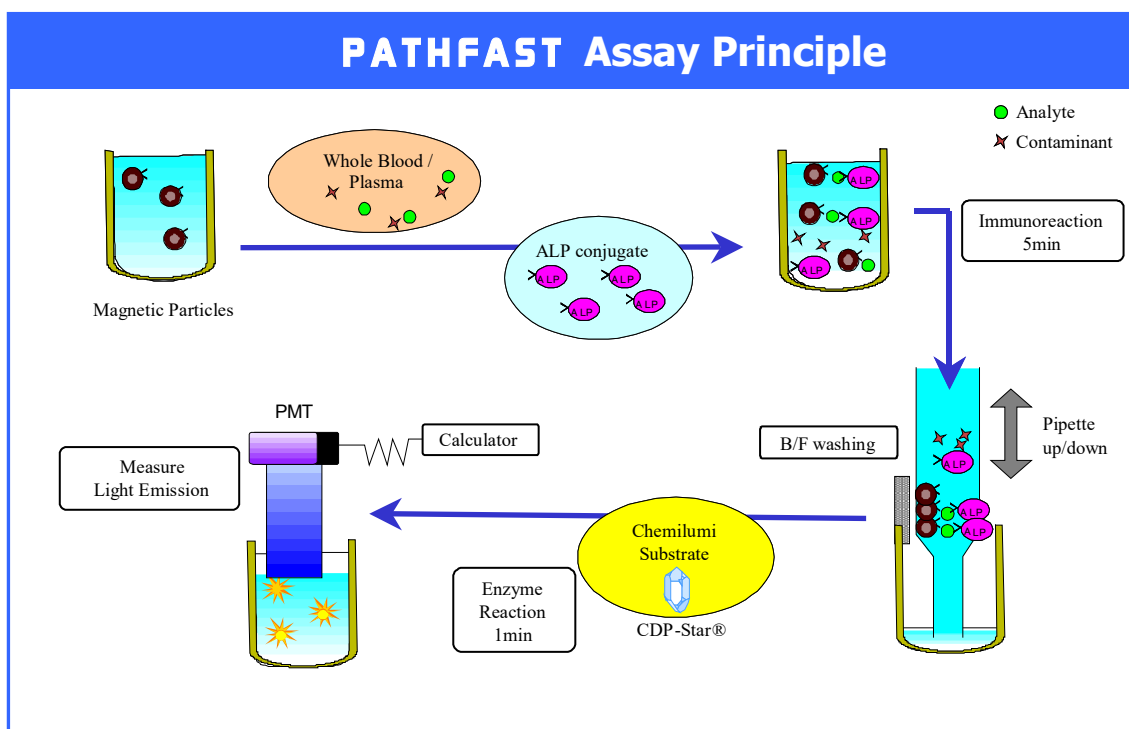 PATHFAST Assay Principle
Analyte
Contaminant
Whole Blood /
Plasma
ALP conjugate
ALP
ALP
ALP
ALP
ALP
ALP
ALP
Immunoreaction
5min
Magnetic Particles
PMT
Calculator
Measure
Light Emission
B/F washing
Pipette
up/down
ALP
ALP
ALP
Chemilumi
Substrate
CDP-Star®
Enzyme
Reaction
1min